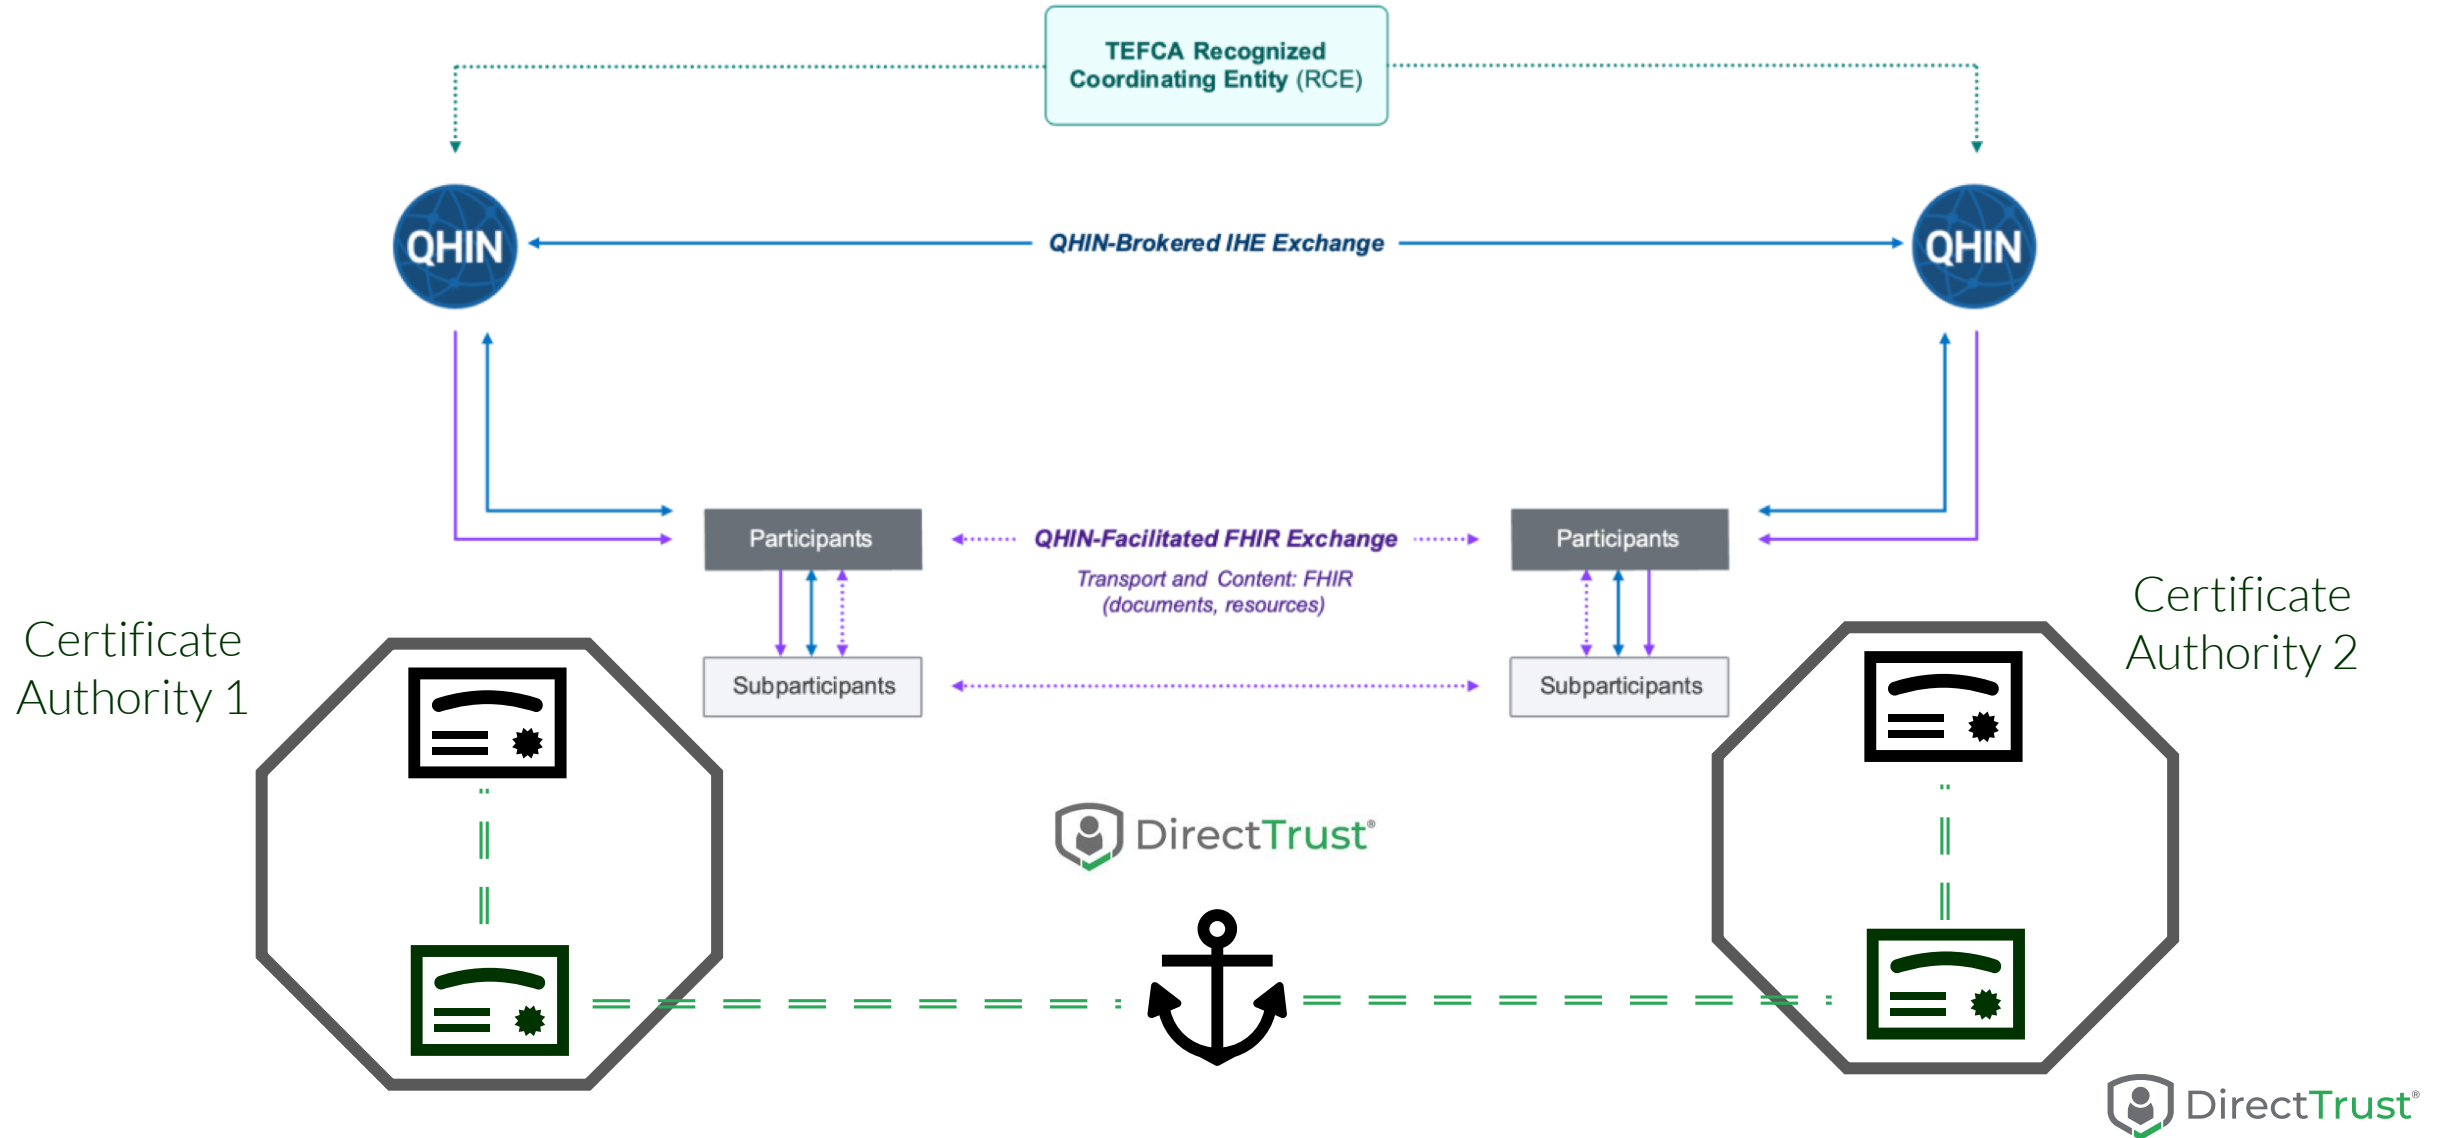 TEFCA Recognized
Coordinating Entity (RCE)
QHIN
QHIN-Brokered IHE Exchange
QHIN
Participants
QHIN-Facilitated FHIR Exchange
Participants
Transport and Content: FHIR
(documents, resources)
Certificate
Authority 1
Certificate
Authority 2
Subparticipants
Subparticipants
DirectTrust®
DirectTrust®